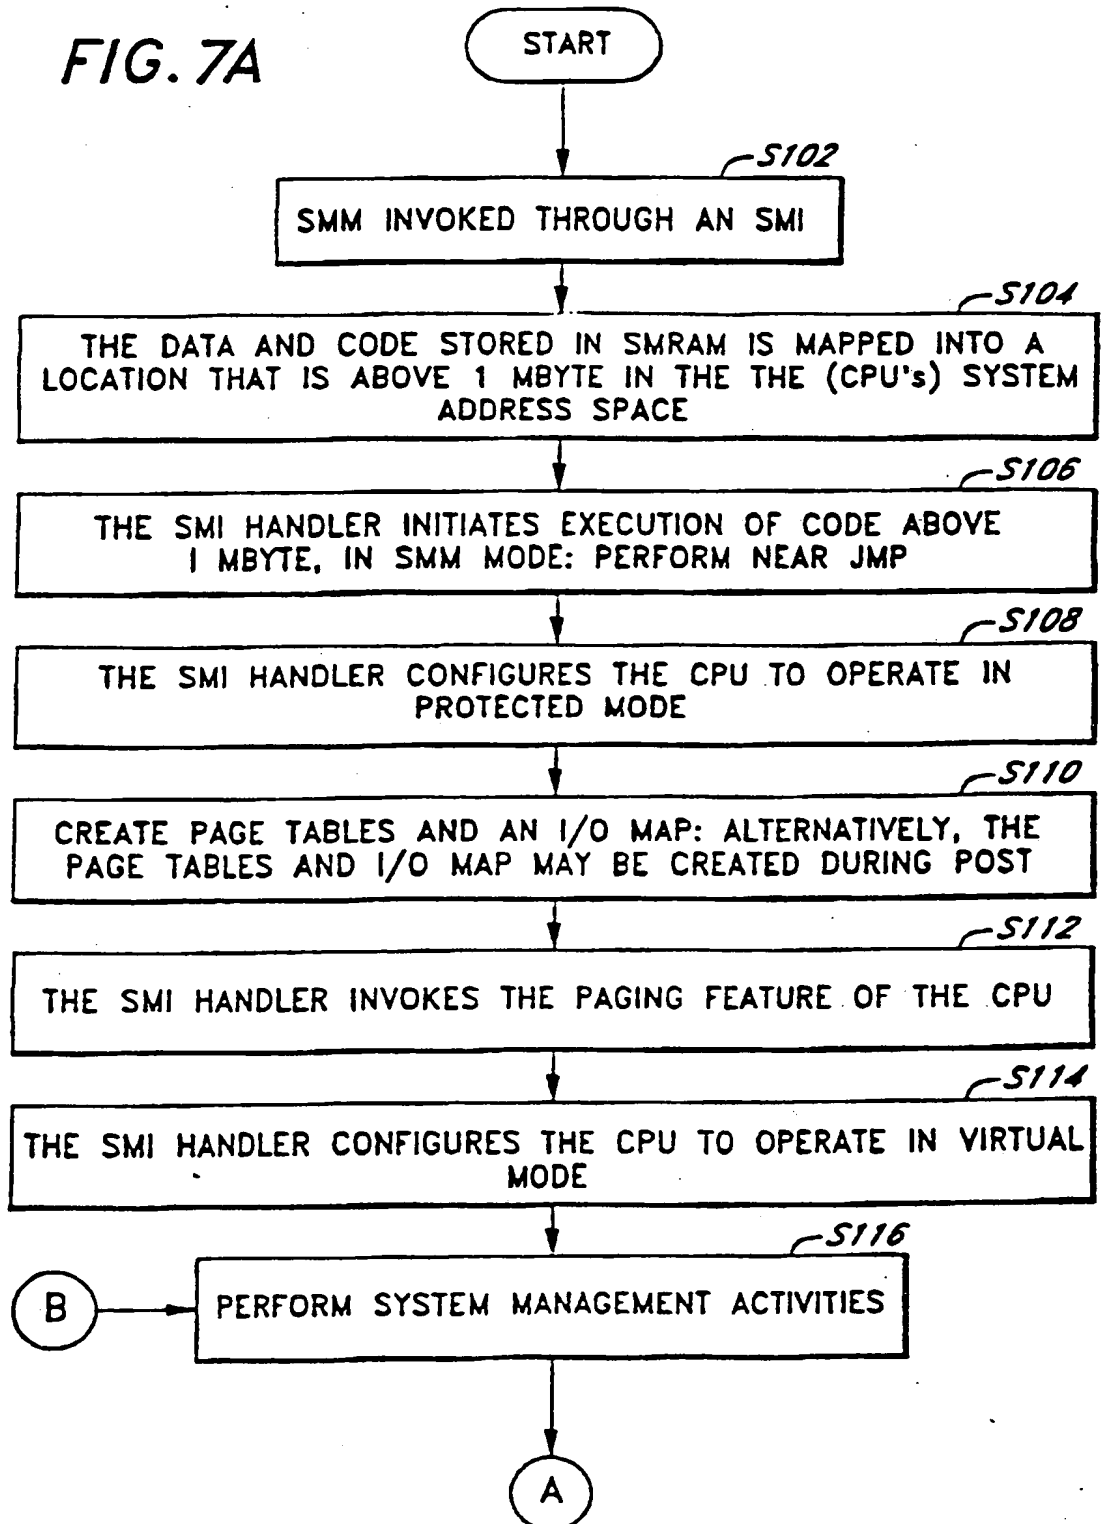 FIG. 7A
START
S102
SMM INVOKED THROUGH AN SMI
S104
THE DATA AND CODE STORED IN SMRAM IS MAPPED INTO A
LOCATION THAT IS ABOVE 1 MBYTE IN THE THE (CPU's) SYSTEM
ADDRESS SPACE
S106
THE SMI HANDLER INITIATES EXECUTION OF CODE ABOVE
1 MBYTE, IN SMM MODE: PERFORM NEAR JMP
S108
THE SMI HANDLER CONFIGURES THE CPU TO OPERATE IN
PROTECTED MODE
S110
CREATE PAGE TABLES AND AN I/O MAP: ALTERNATIVELY, THE
PAGE TABLES AND I/O MAP MAY BE CREATED DURING POST
S112
THE SMI HANDLER INVOKES THE PAGING FEATURE OF THE CPU
S114
THE SMI HANDLER CONFIGURES THE CPU TO OPERATE IN VIRTUAL
MODE
S116
B
PERFORM SYSTEM MANAGEMENT ACTIVITIES
A